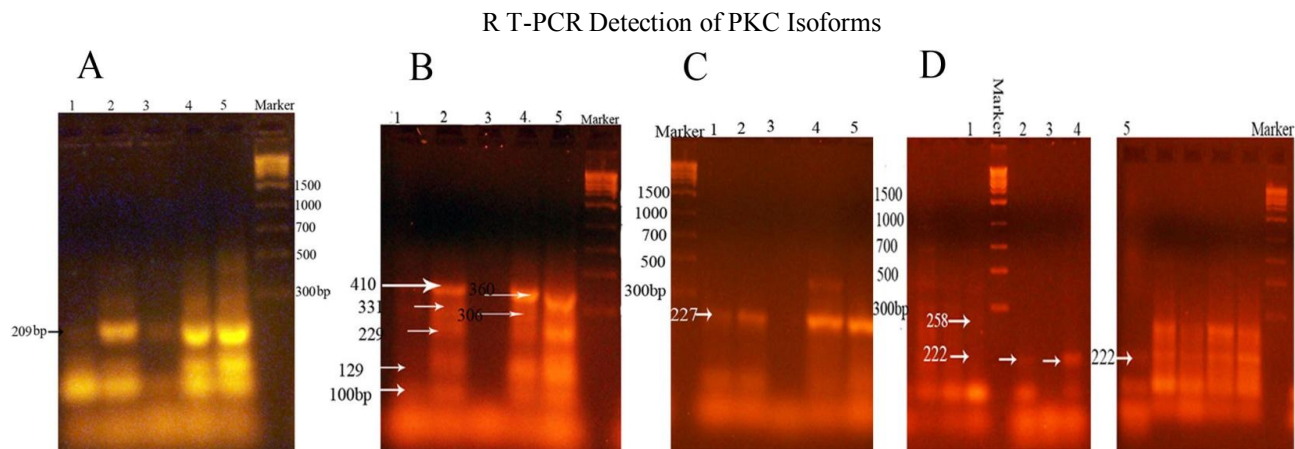 R T-PCR Detection of PKC Isoforms
A
1 2 3 4 5 Marker
1500
1000
700
500
300bp
209bp
B
1 2 3 4. 5 Marker
410
360
331
300
229
129
100bp
C
Marker 1 2 3 4 5
1500
1000
700
500
300bp
227
D
1 Marker 2 3 4
1500
1000
700
500
300bp
258
222
5 Marker
222